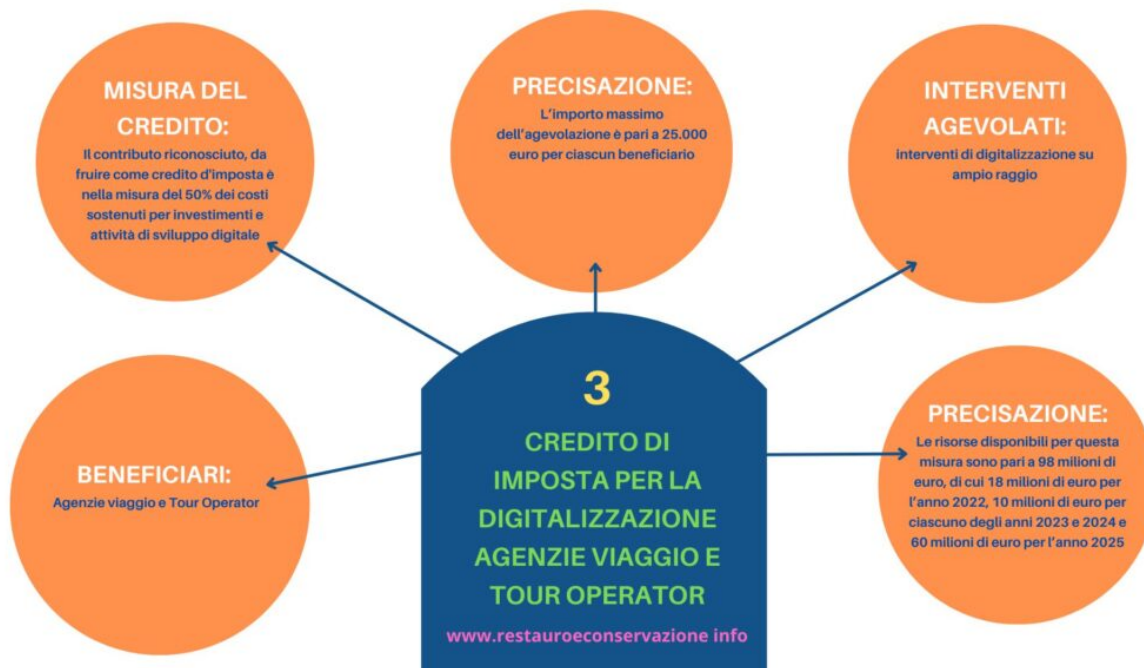 MISURA DEL
CREDITO:
Il contributo riconosciuto, da
fruire come credito d'imposta è
nella misura del 50% dei costi
sostenuti per investimenti e
attività di sviluppo digitale
PRECISAZIONE:
L'importo massimo
dell'agevolazione è pari a 25.000
euro per ciascun beneficiario
INTERVENTI
AGEVOLATI:
interventi di digitalizzazione su
ampio raggio
BENEFICIARI:
Agenzie viaggio e Tour Operator
3
CREDITO DI
IMPOSTA PER LA
DIGITALIZZAZIONE
AGENZIE VIAGGIO E
TOUR OPERATOR
www.restauroeconservazione info
PRECISAZIONE:
Le risorse disponibili per questa
misura sono pari a 98 milioni di
euro, di cui 18 milioni di euro per
l'anno 2022, 10 milioni di euro per
ciascuno degli anni 2023 e 2024 e
60 milioni di euro per l'anno 2025